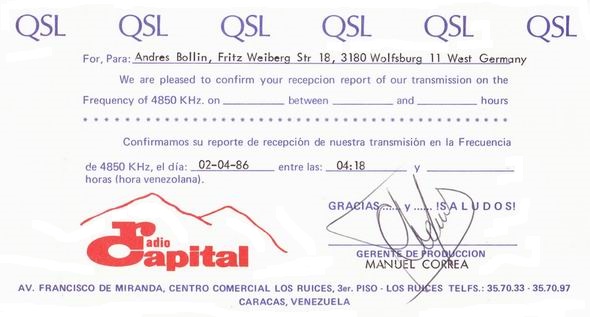 QSL QSL QSL QSL QSL QSL
For, Para: Andres Bollin, Fritz Weiberg Str 18, 3180 Wolfsburg 11 West Germany
We are pleased to confirm your recepcion report of our transmission on the
Frequency of 4850 KHz. on ________ between ________ and ________ hours
Confirmamos su reporte de recepción de nuestra transmisión en la Frecuencia
de 4850 KHz, el día: 02-04-86 entre las: 04:18 y ________
horas (hora venezolana).
GRACIAS..... y ..... !SALUDOS!
radio
Capital
GERENTE DE PRODUCCION
MANUEL CORREA
AV. FRANCISCO DE MIRANDA, CENTRO COMERCIAL LOS RUICES, 3er. PISO - LOS RUICES TELFS.: 35.70.33 - 35.70.97
CARACAS, VENEZUELA